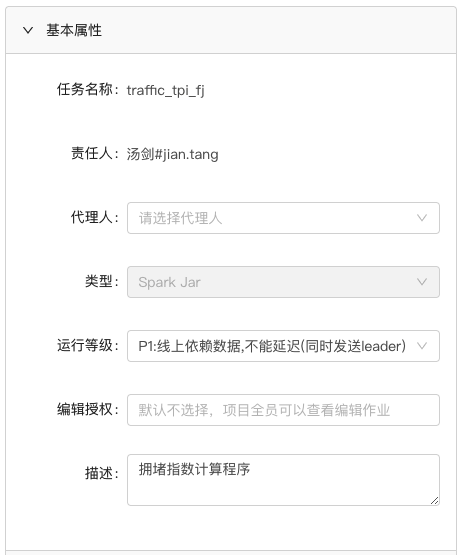 基本属性
任务名称: traffic_tpi_fj
责任人: 汤剑#jian.tang
代理人: 请选择代理人
类型: Spark Jar
运行等级: P1:线上依赖数据,不能延迟(同时发送leader)
编辑授权: 默认不选择，项目全员可以查看编辑作业
描述: 拥堵指数计算程序